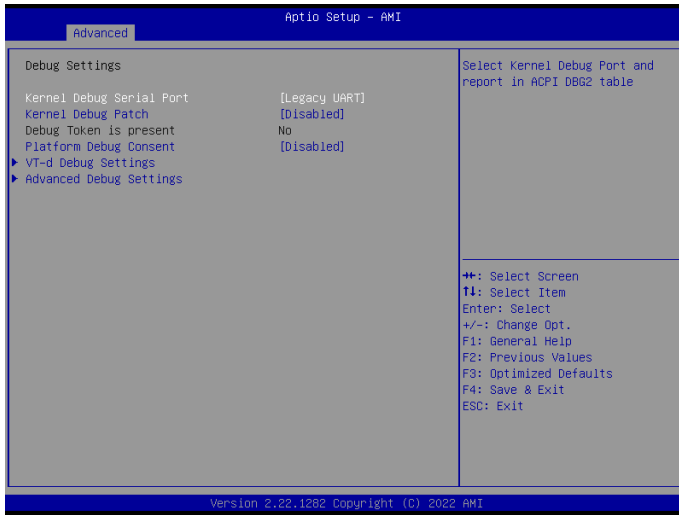 Aptio Setup – AMI
Advanced
Debug Settings
Kernel Debug Serial Port [Legacy UART]
Kernel Debug Patch [Disabled]
Debug Token is present No
Platform Debug Consent [Disabled]
▶ VT-d Debug Settings
▶ Advanced Debug Settings
Select Kernel Debug Port and
report in ACPI DBG2 table
→←: Select Screen
↑↓: Select Item
Enter: Select
+/-: Change Opt.
F1: General Help
F2: Previous Values
F3: Optimized Defaults
F4: Save & Exit
ESC: Exit
Version 2.22.1282 Copyright (C) 2022 AMI